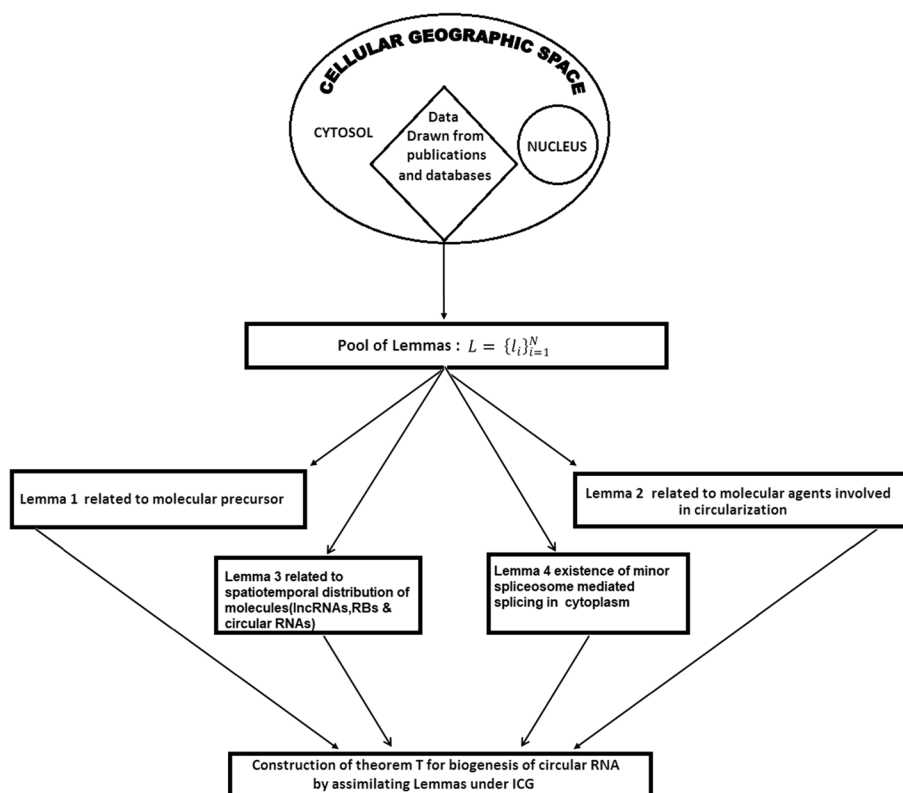 CELLULAR GEOGRAPHIC SPACE
CYTOSOL
Data
Drawn from
publications
and databases
NUCLEUS
Pool of Lemmas : L = {l_i}_{i=1}^{N}
Lemma 1 related to molecular precursor
Lemma 2 related to molecular agents involved
in circularization
Lemma 3 related to
spatiotemporal distribution of
molecules(lncRNAs,RBs &
circular RNAs)
Lemma 4 existence of minor
spliceosome mediated
splicing in cytoplasm
Construction of theorem T for biogenesis of circular RNA
by assimilating Lemmas under ICG